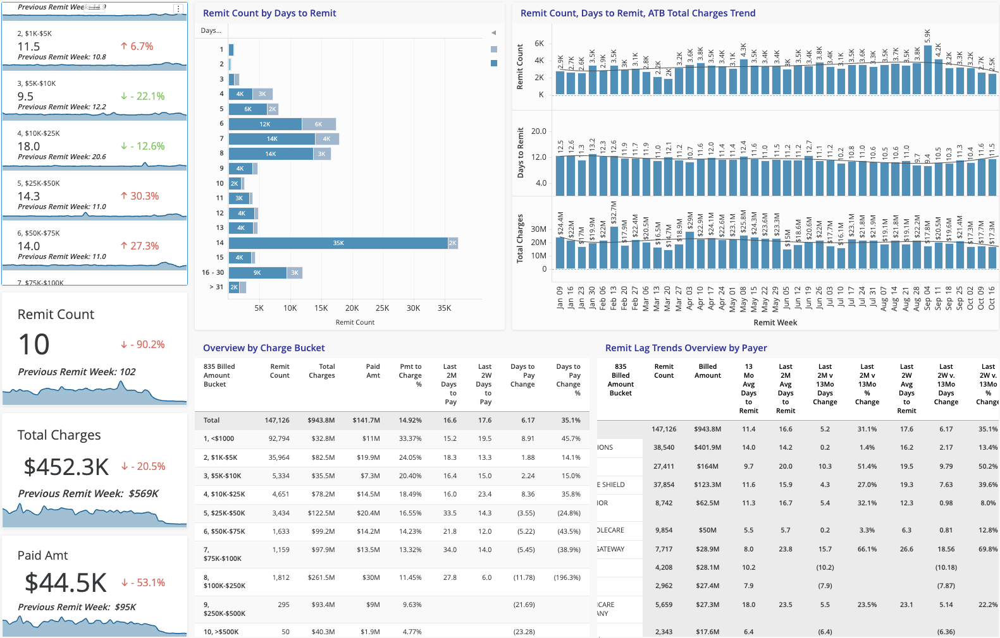 Previous Remit Week: 14.9
2, $1K-$5K
11.5
↑ 6.7%
Previous Remit Week: 10.8
3, $5K-$10K
9.5
↓ - 22.1%
Previous Remit Week: 12.2
4, $10K-$25K
18.0
↓ - 12.6%
Previous Remit Week: 20.6
5, $25K-$50K
14.3
↑ 30.3%
Previous Remit Week: 11.0
6, $50K-$75K
14.0
↑ 27.3%
Previous Remit Week: 11.0
7, $75K-$100K
Remit Count
10
↓ - 90.2%
Previous Remit Week: 102
Total Charges
$452.3K
↓ - 20.5%
Previous Remit Week: $569K
Paid Amt
$44.5K
↓ - 53.1%
Previous Remit Week: $95K
Remit Count by Days to Remit
Days...
1
2
3
4 4K 3K
5 6K 2K
6 12K 6K
7 14K 4K
8 14K 3K
9 4K
10 2K
11 3K
12 4K
13 4K
14 35K 2K
15 4K
16 - 30 9K 3K
> 31 2K
5K 10K 15K 20K 25K 30K 35K
Remit Count
Remit Count, Days to Remit, ATB Total Charges Trend
Remit Count
6K
4K
2K
K
2.9K 2.7K 2.6K 3.5K 2.9K 3.5K 3K 3.1K 2.8K 2.2K 2K 3.2K 3.6K 3.8K 3.5K 3.4K 3.1K 4.3K 3.5K 3.4K 3.4K 3K 3.5K 3.4K 3.8K 3.4K 3.1K 3.5K 3.6K 3.3K 3.5K 3.7K 3.5K 3.8K 5.9K 4.2K 3.2K 3.2K 2.7K 2.5K
Days to Remit
20.0
12.0
4.0
12.5 12.6 11.3 13.2 12.3 12.6 11.9 11.7 11.9 11.0 12.1 11.2 10.7 11.6 12.0 11.4 11.4 12.4 11.6 11.0 11.5 11.2 11.2 12.7 11.1 11.2 10.2 10.8 11.0 10.6 10.5 10.6 11.0 9.7 9.4 10.5 10.3 11.3 10.4 11.6 11.5
Total Charges
30M
20M
10M
0
$24.4M $22M $17M $19.9M $22M $32.7M $17.9M $22.4M $20.5M $16.5M $14.7M $18.9M $29M $22.9M $24.1M $22.6M $23.1M $25.8M $24.3M $23.6M $23.3M $15M $18.6M $20.6M $22M $17.7M $16.1M $23.1M $21.8M $21.9M $19.1M $21.8M $19.1M $22.2M $17.8M $20.5M $19.6M $21.4M $17.3M $17.7M $17.3M
Jan 09 Jan 16 Jan 23 Jan 30 Feb 06 Feb 13 Feb 20 Feb 27 Mar 06 Mar 13 Mar 20 Mar 27 Apr 03 Apr 10 Apr 17 Apr 24 May 01 May 08 May 15 May 22 May 29 Jun 05 Jun 12 Jun 19 Jun 26 Jul 03 Jul 10 Jul 17 Jul 24 Jul 31 Aug 07 Aug 14 Aug 21 Aug 28 Sep 04 Sep 11 Sep 18 Sep 25 Oct 02 Oct 09 Oct 16
Remit Week
Overview by Charge Bucket
835 Billed Amount Bucket Remit Count Total Charges Paid Amt Pmt to Charge % Last 2M Days to Pay Last 2W Days to Pay Days to Pay Change Days to Pay Change %
Total 147,126 $943.8M $141.7M 14.92% 16.6 17.6 6.17 35.1%
1, <$1000 92,794 $32.8M $11M 33.37% 15.2 19.5 8.91 45.7%
2, $1K-$5K 35,964 $82.5M $19.9M 24.05% 18.3 13.3 1.88 14.1%
3, $5K-$10K 5,334 $35.5M $7.3M 20.40% 16.4 15.0 2.24 15.0%
4, $10K-$25K 4,651 $78.2M $14.5M 18.49% 16.0 23.4 8.36 35.8%
5, $25K-$50K 3,434 $122.5M $20.4M 16.55% 33.5 14.3 (3.55) (24.8%)
6, $50K-$75K 1,633 $99.2M $14.2M 14.23% 21.8 12.0 (5.22) (43.5%)
7, $75K-$100K 1,159 $97.9M $13.5M 13.32% 34.0 14.0 (5.45) (38.9%)
8, $100K-$250K 1,812 $261.5M $30M 11.45% 27.8 6.0 (11.78) (196.3%)
9, $250K-$500K 295 $93.4M $9M 9.63% (21.69)
10, >$500K 50 $40.3M $1.9M 4.77% (23.28)
Remit Lag Trends Overview by Payer
835 Billed Amount Bucket Remit Count Billed Amount 13 Mo Avg Days to Remit Last 2M Avg Days to Remit Last 2M v 13Mo Days Change Last 2M v 13Mo % Change Last 2W Avg Days to Remit Last 2W v. 13Mo Days Change Last 2W v. 13Mo % Change
147,126 $943.8M 11.4 16.6 5.2 31.1% 17.6 6.17 35.1%
IONS 38,540 $401.9M 14.0 14.2 0.2 1.4% 16.2 2.17 13.4%
27,411 $164M 9.7 20.0 10.3 51.4% 19.5 9.79 50.2%
E SHIELD 37,854 $123.3M 11.6 15.9 4.3 27.0% 19.3 7.63 39.6%
IOR 8,742 $62.5M 11.3 16.7 5.4 32.1% 12.3 0.98 8.0%
OLECARE 9,854 $50M 5.5 5.7 0.2 3.3% 6.3 0.81 12.8%
GATEWAY 7,717 $28.9M 8.0 23.8 15.7 66.1% 26.6 18.56 69.8%
4,208 $28.1M 10.2 (10.2) (10.18)
2,962 $27.4M 7.9 (7.9) (7.87)
ICARE ANY 5,659 $27.3M 18.0 23.5 5.5 23.5% 23.1 5.14 22.2%
2,343 $17.6M 6.4 (6.4) (6.36)